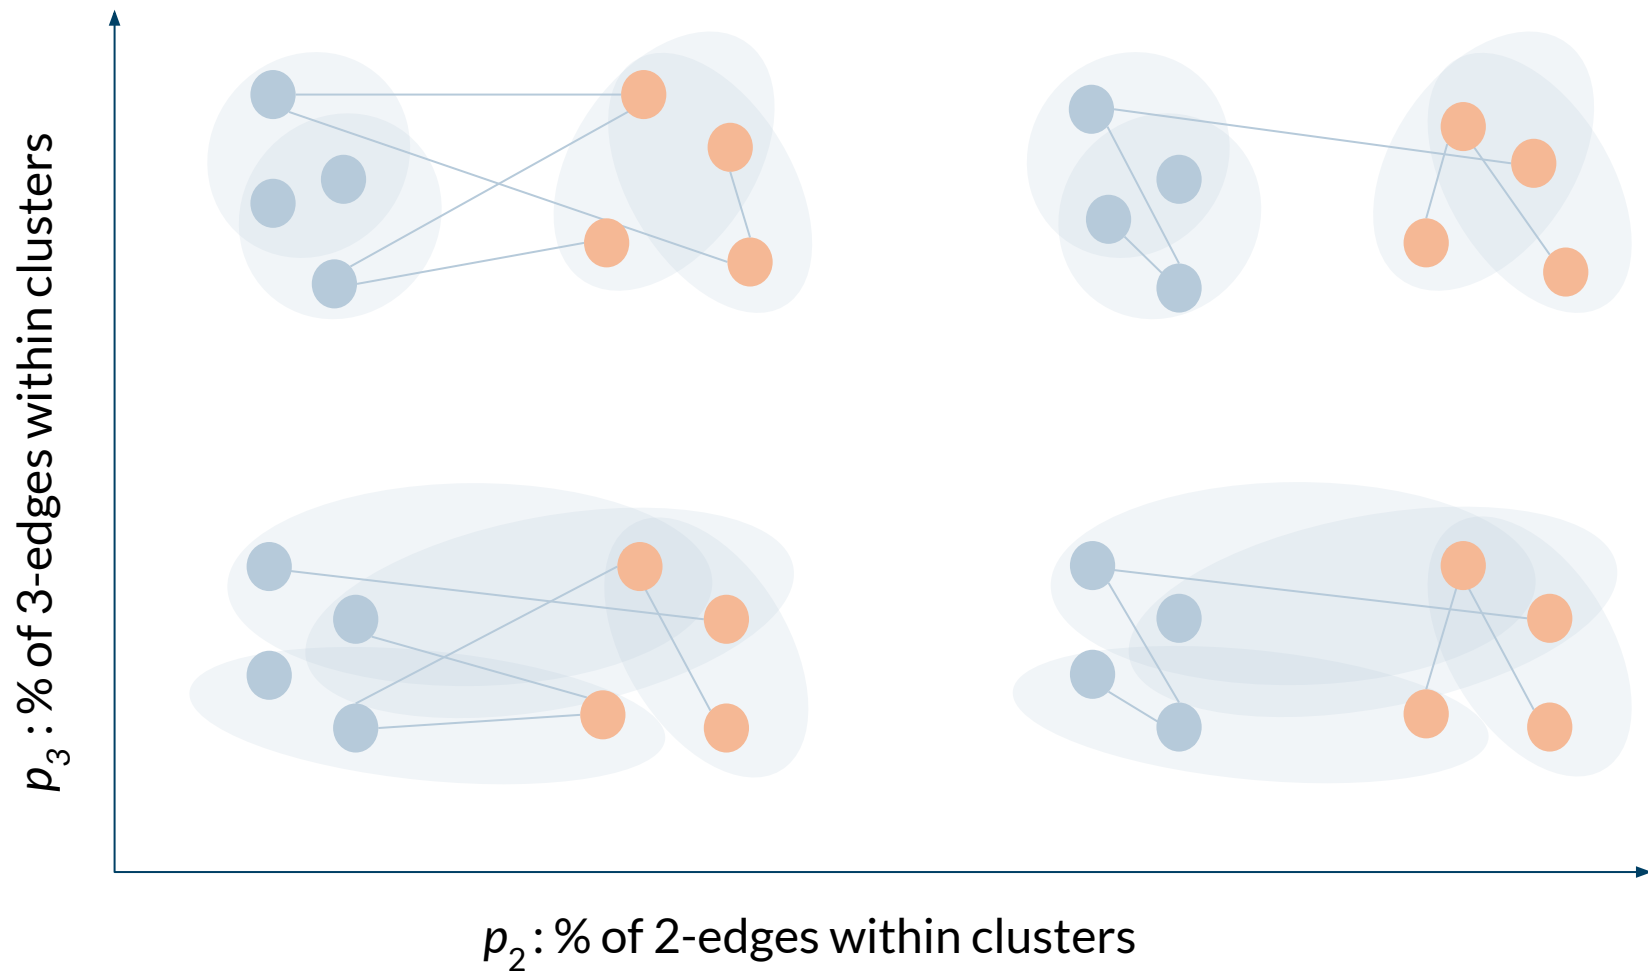 p3 : % of 3-edges within clusters
p2 : % of 2-edges within clusters